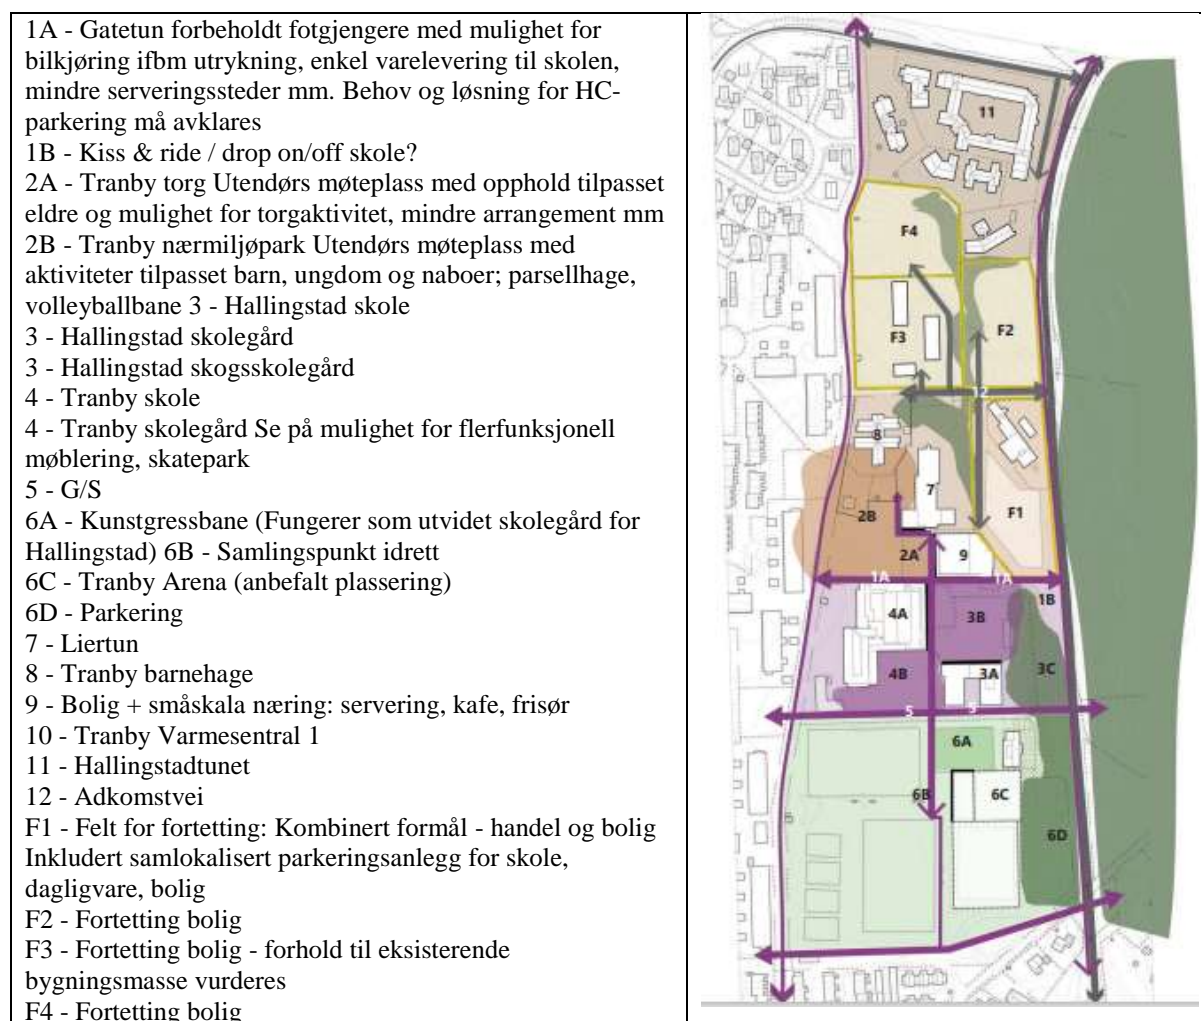 1A - Gatetun forbeholdt fotgjengere med mulighet for
bilkjøring ifbm utrykning, enkel varelevering til skolen,
mindre serveringssteder mm. Behov og løsning for HC-
parkering må avklares
1B - Kiss & ride / drop on/off skole?
2A - Tranby torg Utendørs møteplass med opphold tilpasset
eldre og mulighet for torgaktivitet, mindre arrangement mm
2B - Tranby nærmiljøpark Utendørs møteplass med
aktiviteter tilpasset barn, ungdom og naboer; parsellhage,
volleyballbane 3 - Hallingstad skole
3 - Hallingstad skolegård
3 - Hallingstad skogsskolegård
4 - Tranby skole
4 - Tranby skolegård Se på mulighet for flerfunksjonell
møblering, skatepark
5 - G/S
6A - Kunstgressbane (Fungerer som utvidet skolegård for
Hallingstad) 6B - Samlingspunkt idrett
6C - Tranby Arena (anbefalt plassering)
6D - Parkering
7 - Liertun
8 - Tranby barnehage
9 - Bolig + småskala næring: servering, kafe, frisør
10 - Tranby Varmesentral 1
11 - Hallingstadtunet
12 - Adkomstvei
F1 - Felt for fortetting: Kombinert formål - handel og bolig
Inkludert samlokalisert parkeringsanlegg for skole,
dagligvare, bolig
F2 - Fortetting bolig
F3 - Fortetting bolig - forhold til eksisterende
bygningsmasse vurderes
F4 - Fortetting bolig
11
F4
F3
F2
12
8
7
2B
F1
2A
9
1A
1A
1B
4A
3B
4B
3A
3C
5
5
6A
6B
6C
6D